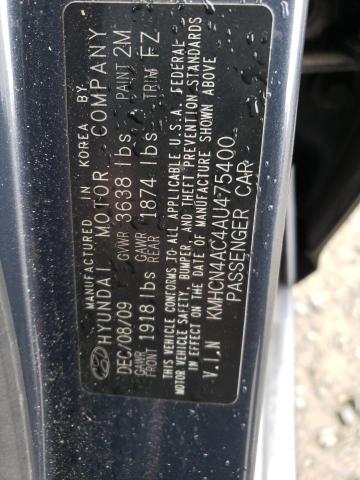 MANUFACTURED IN KOREA BY
HYUNDAI MOTOR COMPANY
DEC/08/09 GVWR 3638 lbs PAINT 2M
GAWR FRONT 1918 lbs GAWR REAR 1874 lbs TRIM FZ
THIS VEHICLE CONFORMS TO ALL APPLICABLE U.S.A. FEDERAL
MOTOR VEHICLE SAFETY, BUMPER, AND THEFT PREVENTION STANDARDS
IN EFFECT ON THE DATE OF MANUFACTURE SHOWN ABOVE
V.I.N KMHCN4AC4AU475400
PASSENGER CAR